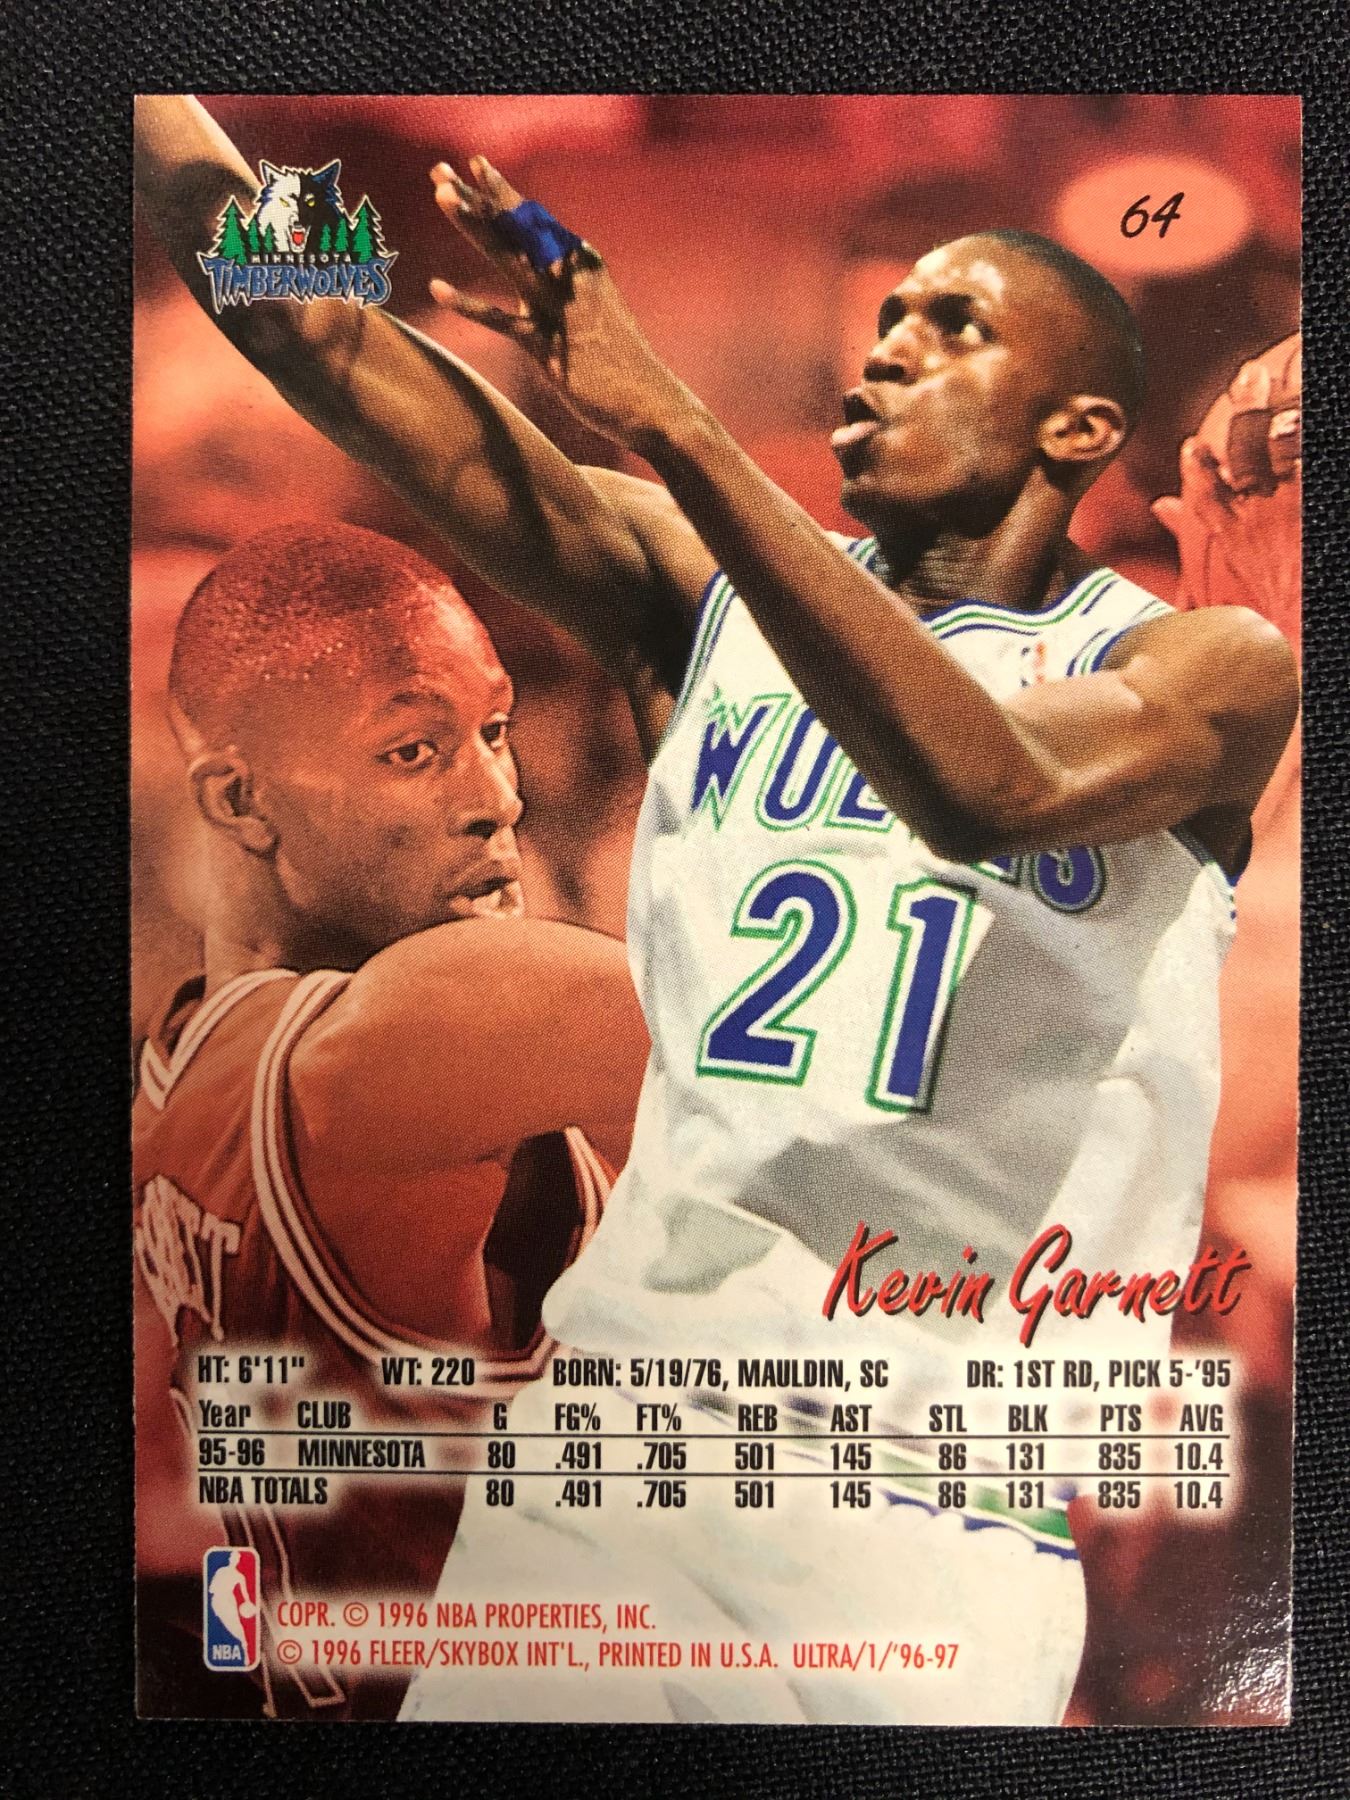 64
MINNESOTA
TIMBERWOLVES
WOLVES
21
Kevin Garnett
HT: 6'11" WT: 220 BORN: 5/19/76, MAULDIN, SC DR: 1ST RD, PICK 5-'95
Year CLUB G FG% FT% REB AST STL BLK PTS AVG
95-96 MINNESOTA 80 .491 .705 501 145 86 131 835 10.4
NBA TOTALS 80 .491 .705 501 145 86 131 835 10.4
NBA
COPR. © 1996 NBA PROPERTIES, INC.
© 1996 FLEER/SKYBOX INT'L., PRINTED IN U.S.A. ULTRA/1/'96-97